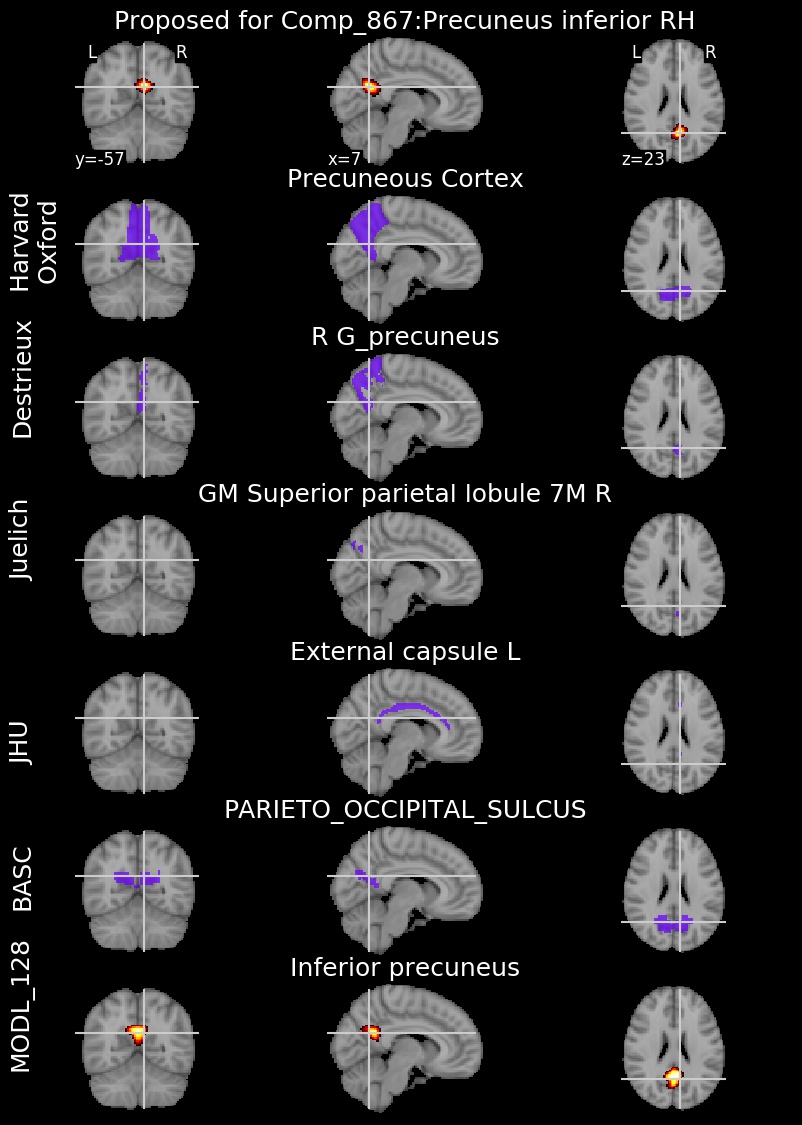 Proposed for Comp_867:Precuneus inferior RH
L R
L R
y=-57
x=7
z=23
Precuneous Cortex
Harvard
Oxford
R G_precuneus
Destrieux
GM Superior parietal lobule 7M R
Juelich
External capsule L
JHU
PARIETO_OCCIPITAL_SULCUS
BASC
Inferior precuneus
MODL_128